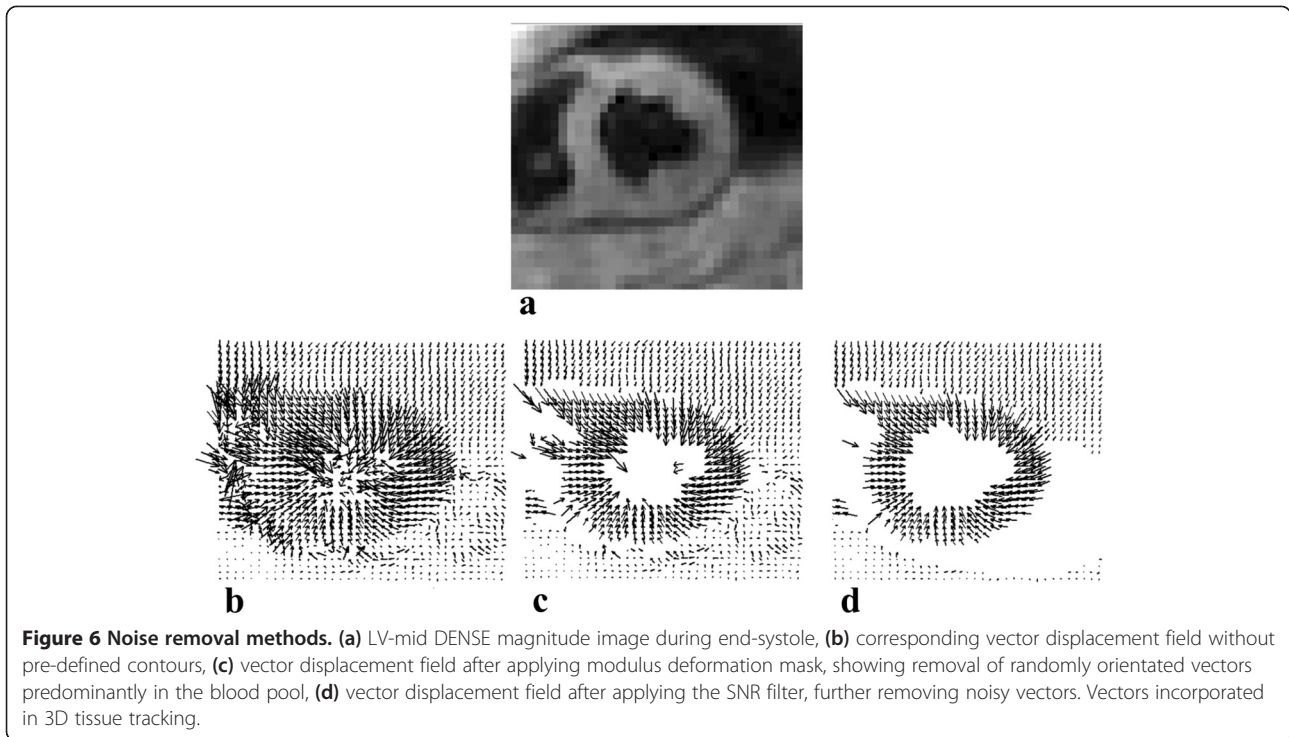 a
b
c
d
Figure 6 Noise removal methods. (a) LV-mid DENSE magnitude image during end-systole, (b) corresponding vector displacement field without
pre-defined contours, (c) vector displacement field after applying modulus deformation mask, showing removal of randomly orientated vectors
predominantly in the blood pool, (d) vector displacement field after applying the SNR filter, further removing noisy vectors. Vectors incorporated
in 3D tissue tracking.